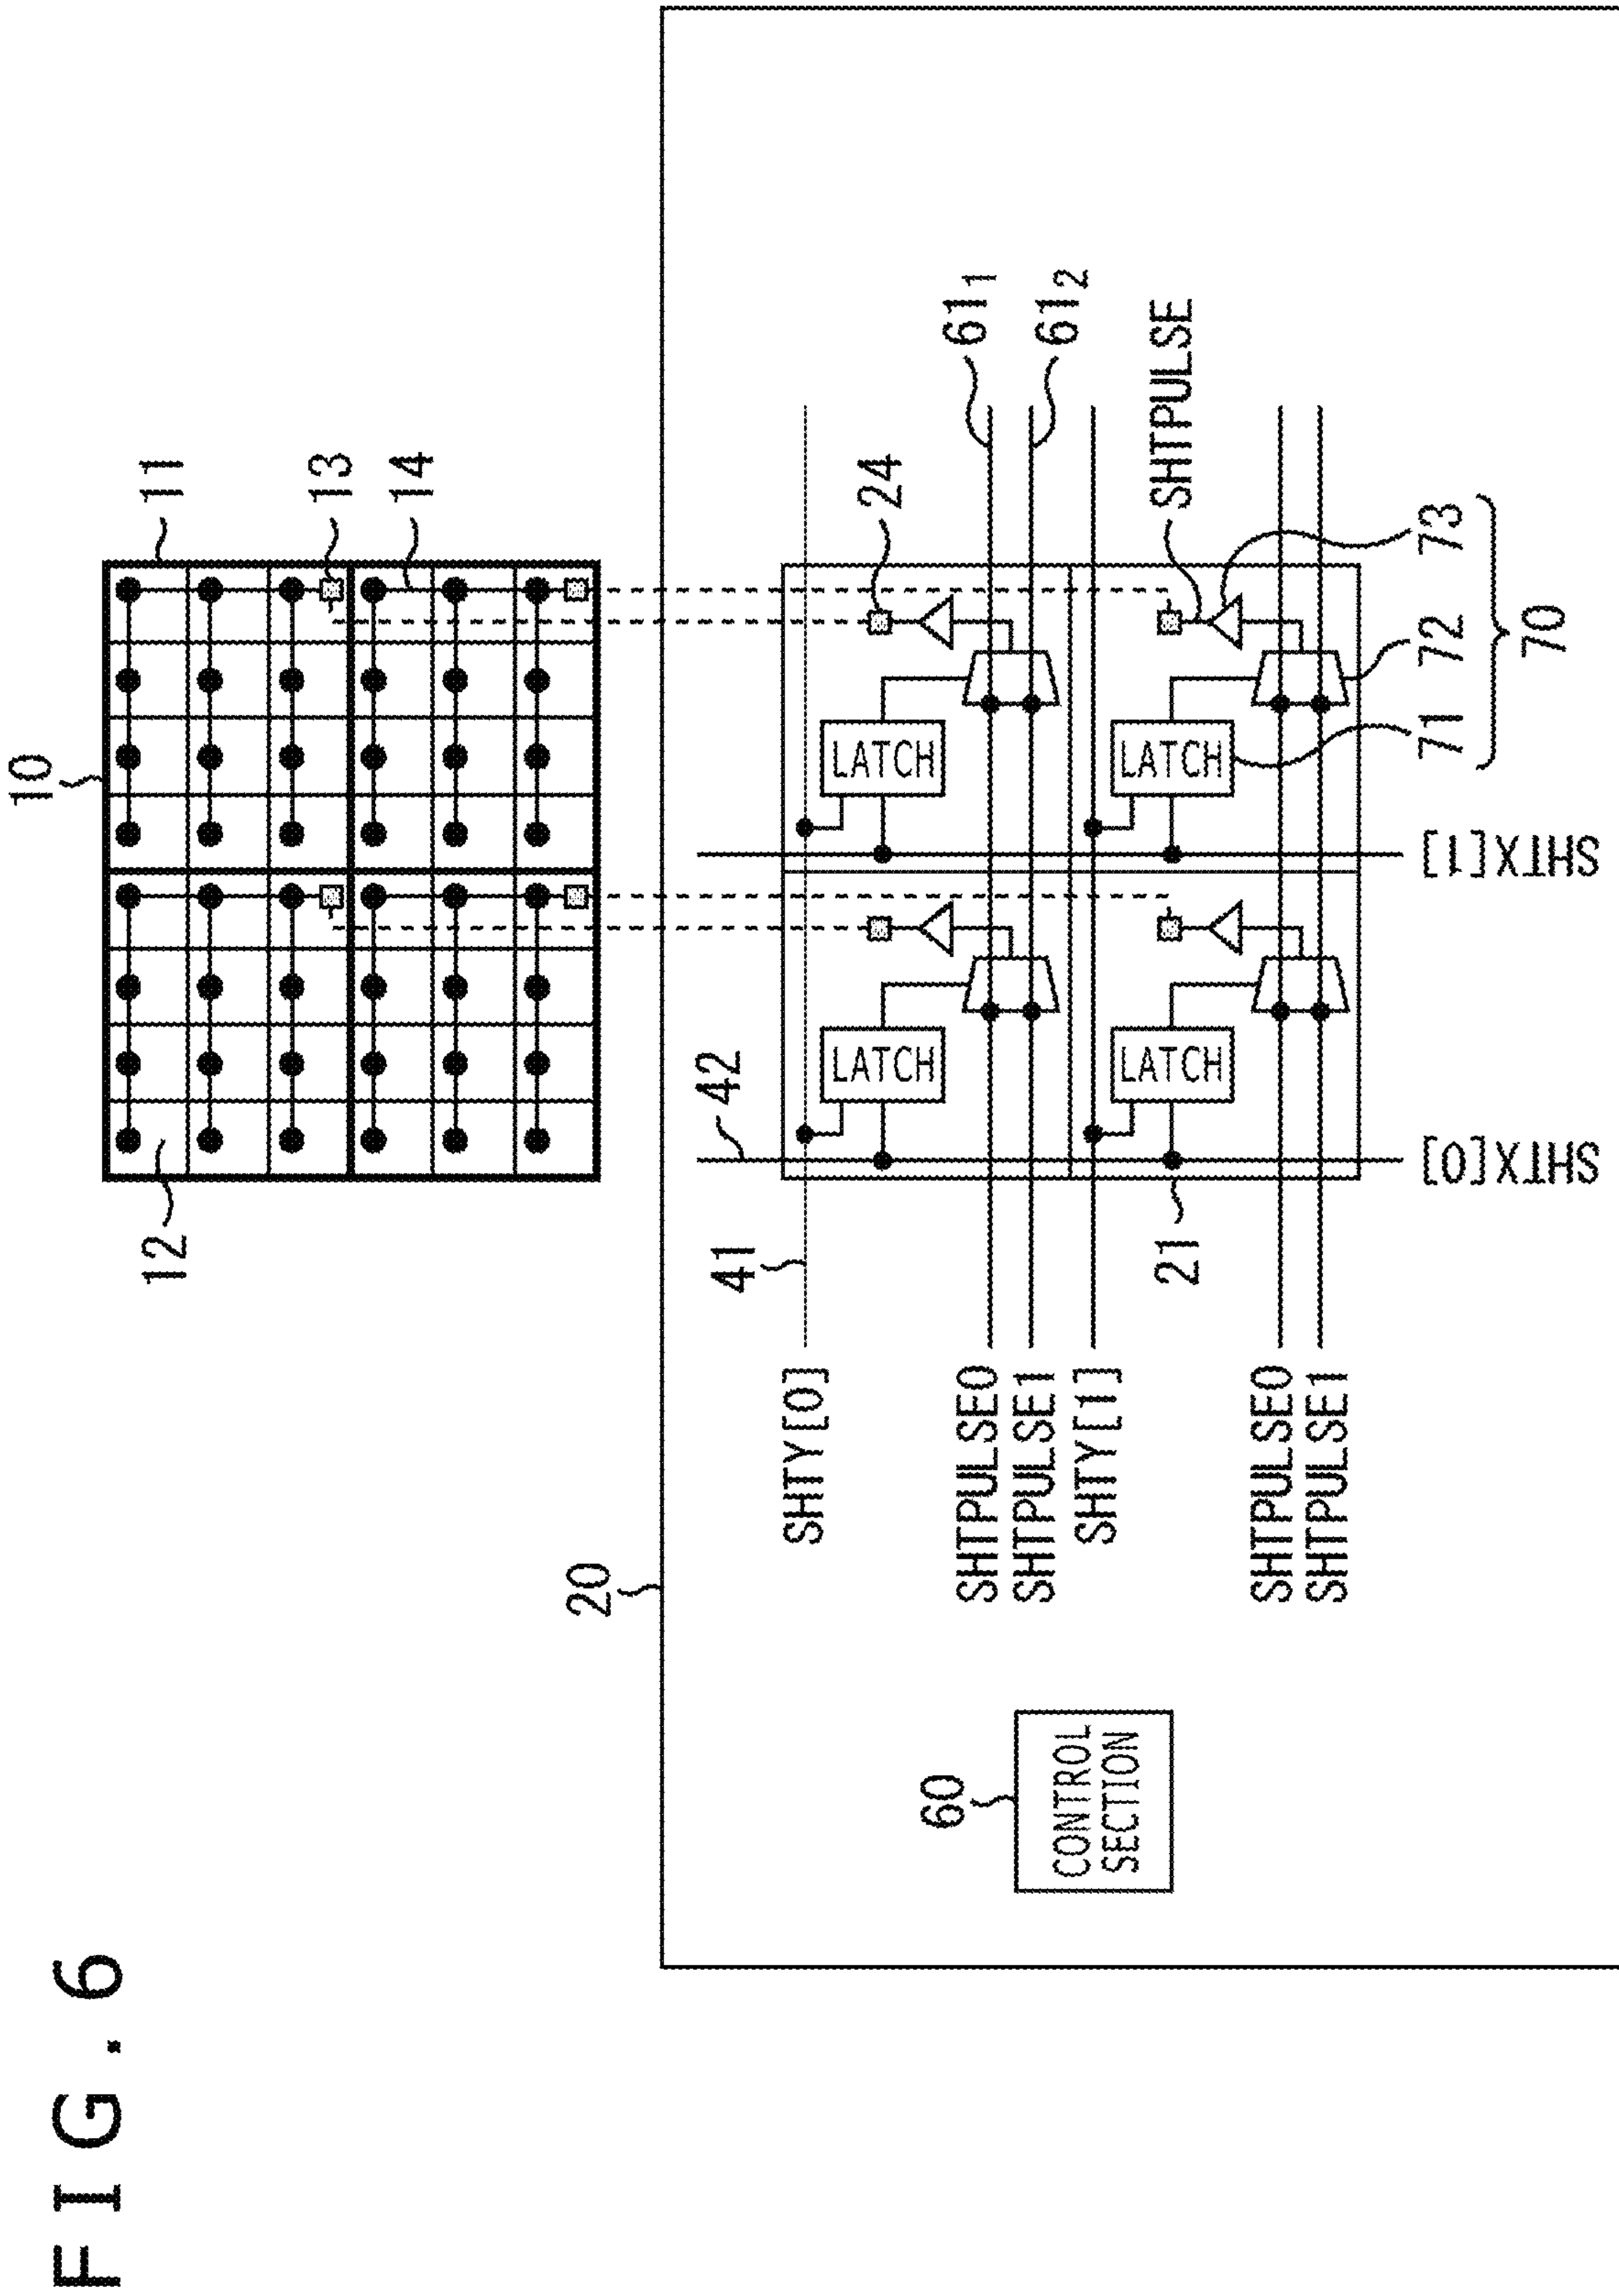 FIG. 6
10
11
12
13
14
20
24
61₁
61₂
SHTPULSE
42
41
SHTY[0]
LATCH
LATCH
SHTPULSE0
SHTPULSE1
SHTY[1]
LATCH
LATCH
SHTPULSE0
SHTPULSE1
21
60
CONTROL
SECTION
SHTX[0]
SHTX[1]
71
72
73
70